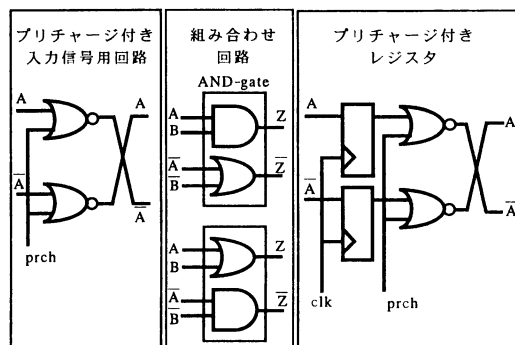 プリチャージ付き
入力信号用回路
A
A
A̅
A̅
prch
組み合わせ
回路
AND-gate
A
B
Z
A̅
B̅
Z̅
A
B
Z
A̅
B̅
Z̅
プリチャージ付き
レジスタ
A
A
A̅
A̅
clk
prch